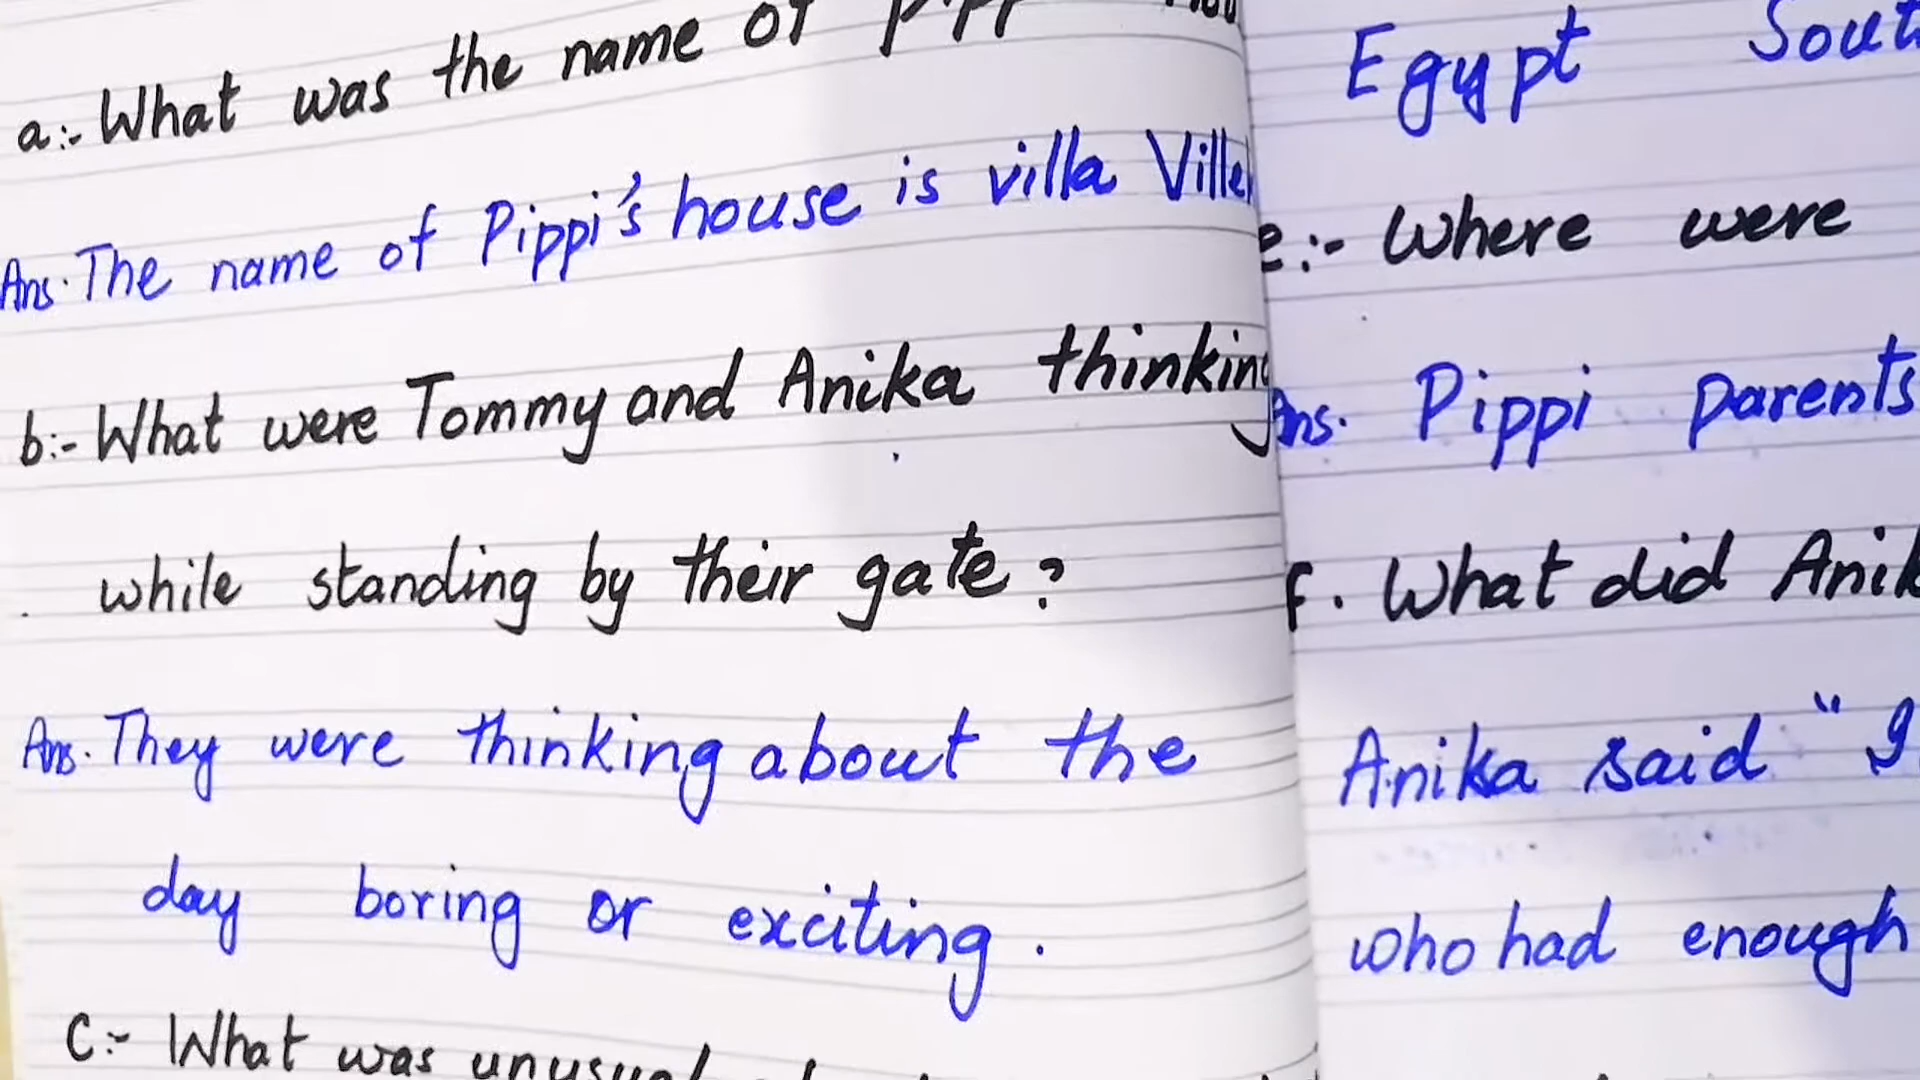 a:- What was the name of
Ans. The name of Pippi's house is villa
b:- What were Tommy and Anika thinking
while standing by their gate ?
Ans. They were thinking about the
day boring or exciting .
C:- What was unusual
Egypt
e:- Where were
Ans. Pippi parents
f. What did
Anika said "
who had enough